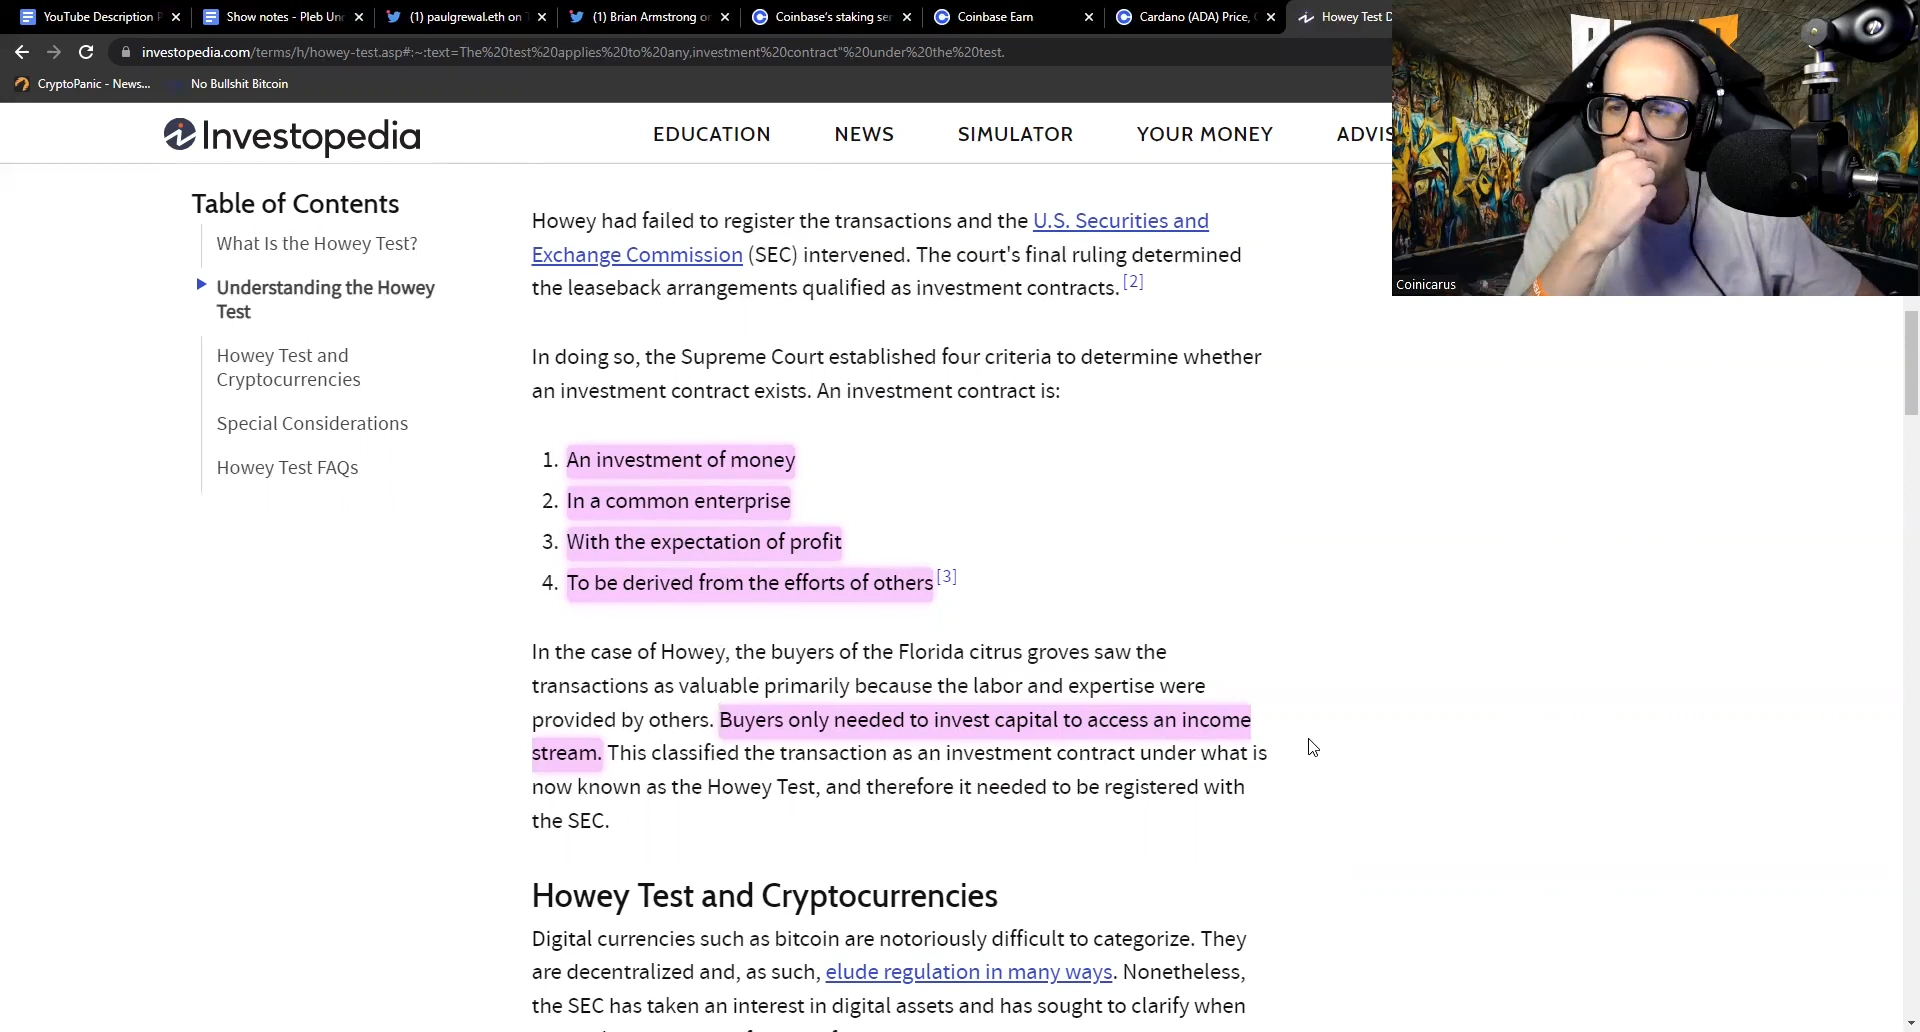 YouTube Description P
Show notes - Pleb Un
(1) paulgrewal.eth on T
(1) Brian Armstrong o
Coinbase's staking se
Coinbase Earn
Cardano (ADA) Price,
Howey Test D
investopedia.com/terms/h/howey-test.asp#:~:text=The%20test%20applies%20to%20any,investment%20contract"%20under%20the%20test.
CryptoPanic - News...
No Bullshit Bitcoin
Investopedia
EDUCATION
NEWS
SIMULATOR
YOUR MONEY
ADVIS
Coinicarus
Table of Contents
What Is the Howey Test?
Understanding the Howey
Test
Howey Test and
Cryptocurrencies
Special Considerations
Howey Test FAQs
Howey had failed to register the transactions and the U.S. Securities and
Exchange Commission (SEC) intervened. The court's final ruling determined
the leaseback arrangements qualified as investment contracts. [2]
In doing so, the Supreme Court established four criteria to determine whether
an investment contract exists. An investment contract is:
1. An investment of money
2. In a common enterprise
3. With the expectation of profit
4. To be derived from the efforts of others [3]
In the case of Howey, the buyers of the Florida citrus groves saw the
transactions as valuable primarily because the labor and expertise were
provided by others. Buyers only needed to invest capital to access an income
stream. This classified the transaction as an investment contract under what is
now known as the Howey Test, and therefore it needed to be registered with
the SEC.
Howey Test and Cryptocurrencies
Digital currencies such as bitcoin are notoriously difficult to categorize. They
are decentralized and, as such, elude regulation in many ways. Nonetheless,
the SEC has taken an interest in digital assets and has sought to clarify when